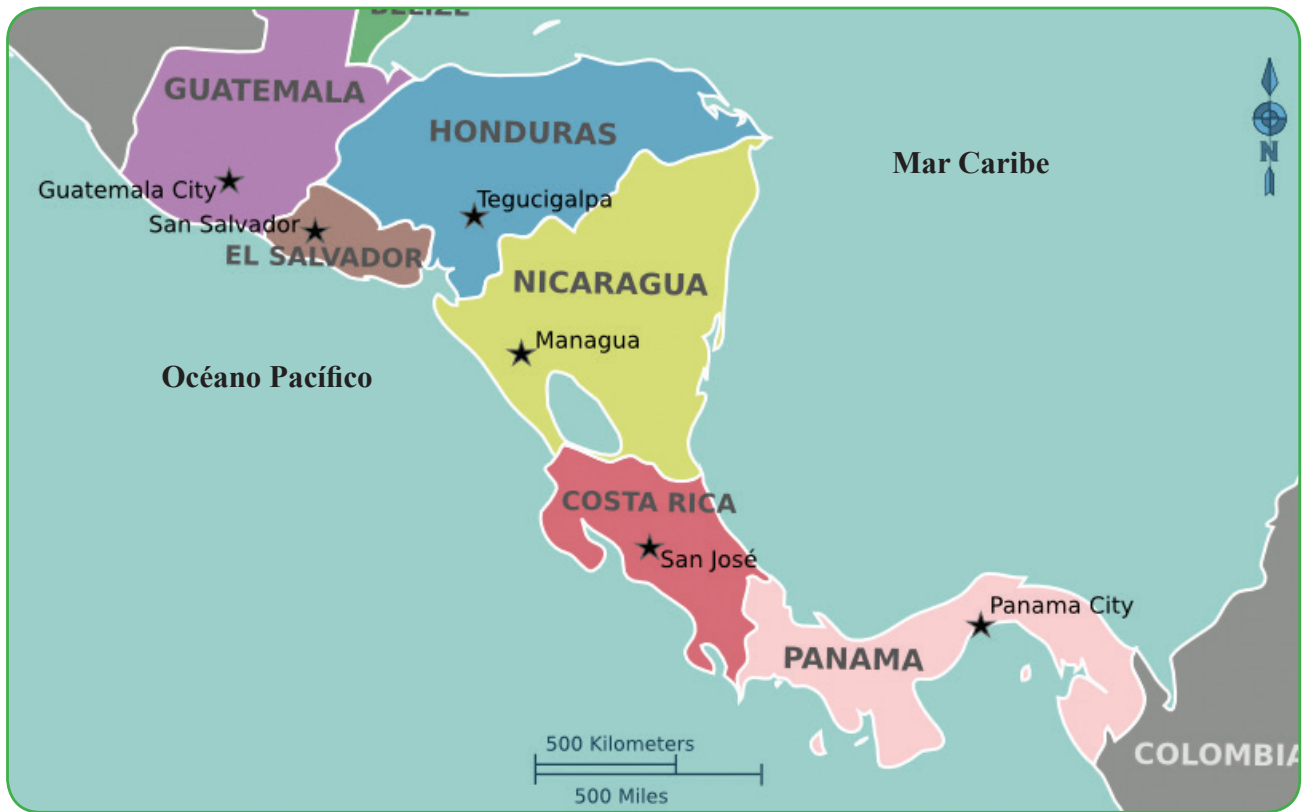 BELIZE
GUATEMALA
HONDURAS
Mar Caribe
N
Guatemala City
Tegucigalpa
San Salvador
EL SALVADOR
NICARAGUA
Managua
Océano Pacífico
COSTA RICA
San José
Panama City
PANAMA
500 Kilometers
500 Miles
COLOMBIA